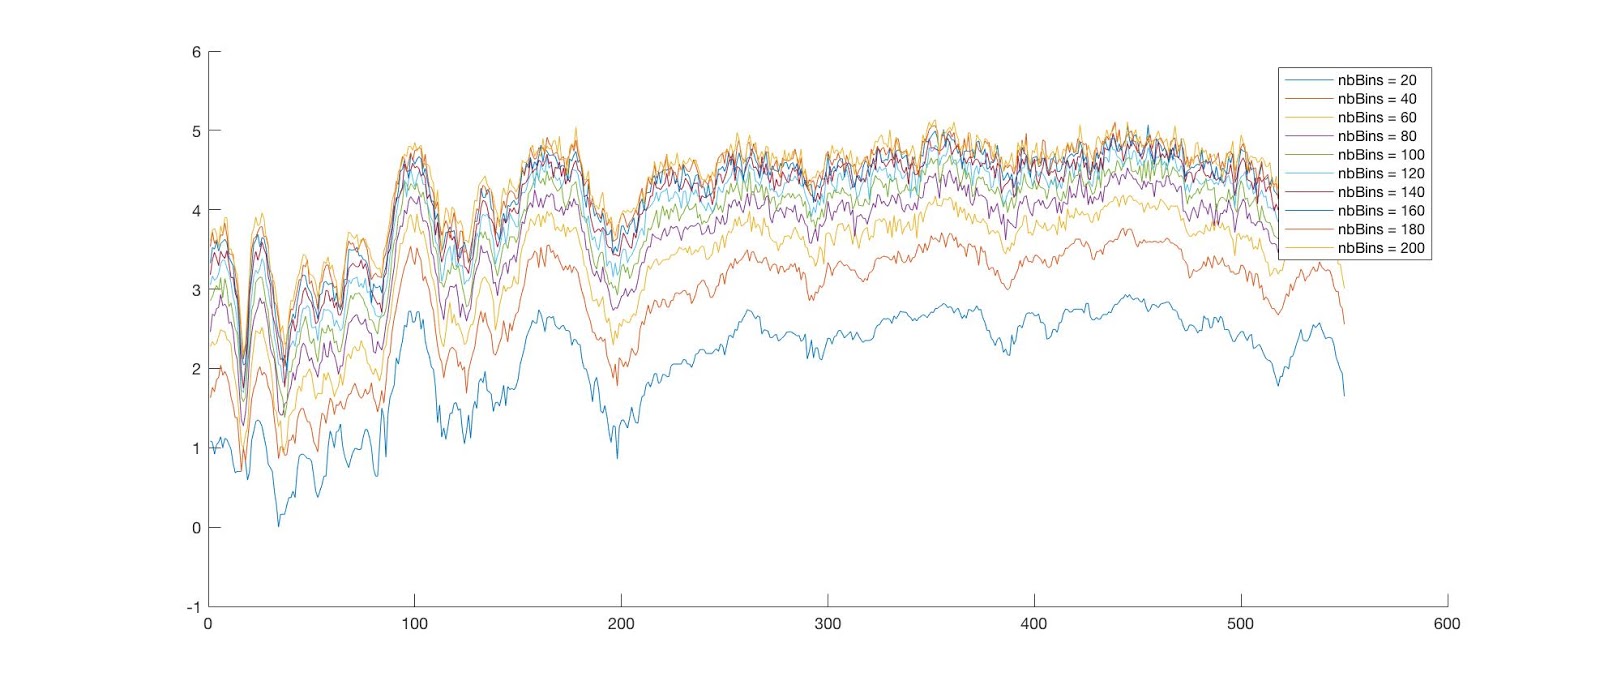 6
5
4
3
2
1
0
-1
0 100 200 300 400 500 600
nbBins = 20
nbBins = 40
nbBins = 60
nbBins = 80
nbBins = 100
nbBins = 120
nbBins = 140
nbBins = 160
nbBins = 180
nbBins = 200